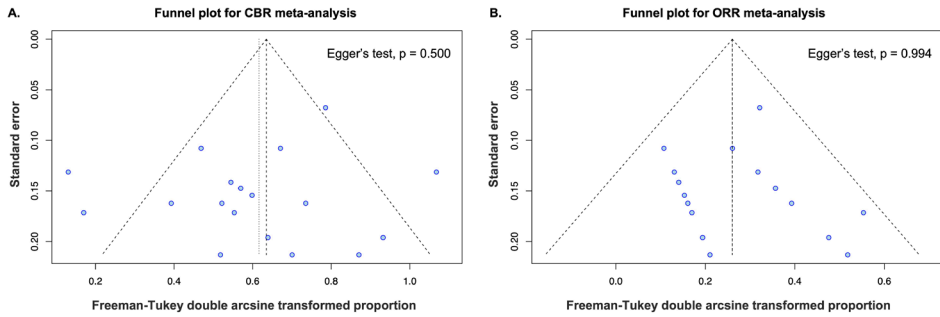 A.
Funnel plot for CBR meta-analysis
Egger's test, p = 0.500
Standard error
0.00
0.05
0.10
0.15
0.20
0.2
0.4
0.6
0.8
1.0
Freeman-Tukey double arcsine transformed proportion
B.
Funnel plot for ORR meta-analysis
Egger's test, p = 0.994
Standard error
0.00
0.05
0.10
0.15
0.20
0.0
0.2
0.4
0.6
Freeman-Tukey double arcsine transformed proportion